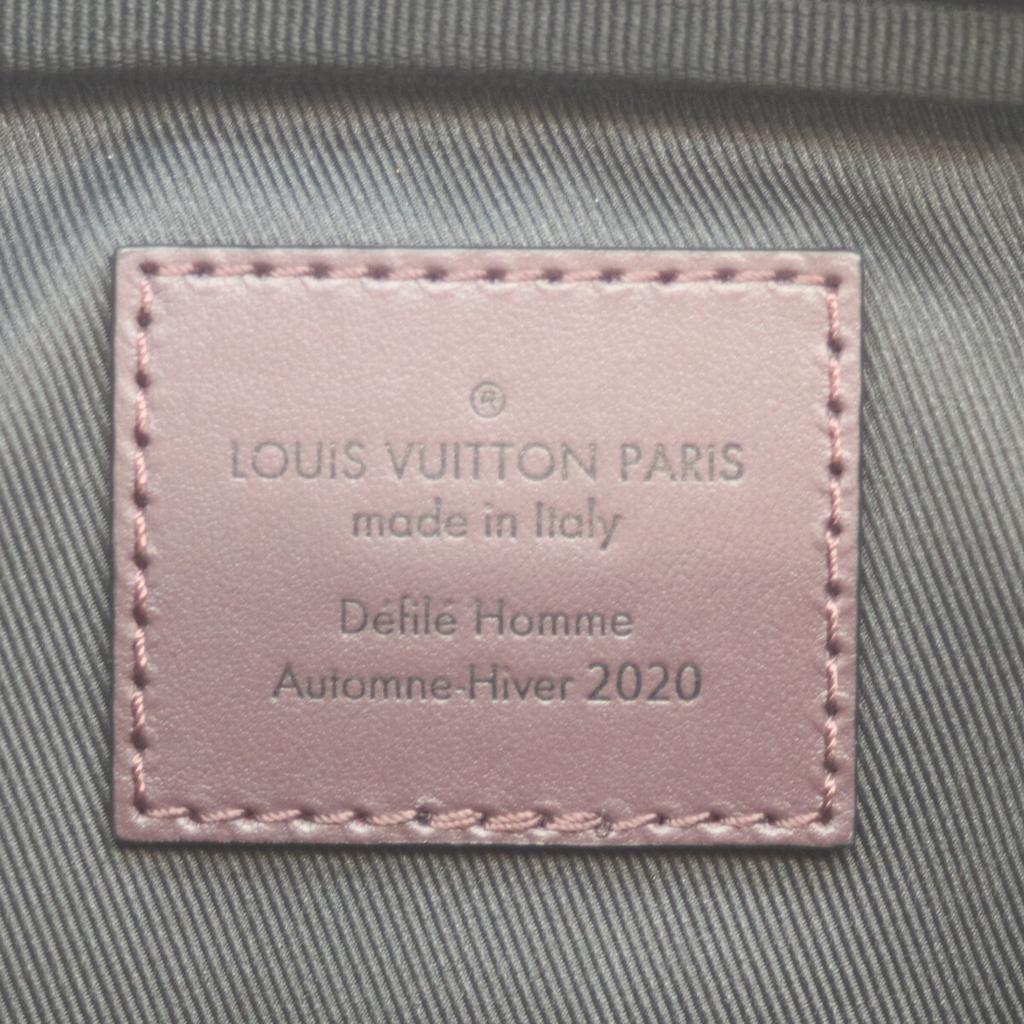 ®
LOUIS VUITTON PARIS
made in Italy
Défilé Homme
Automne-Hiver 2020